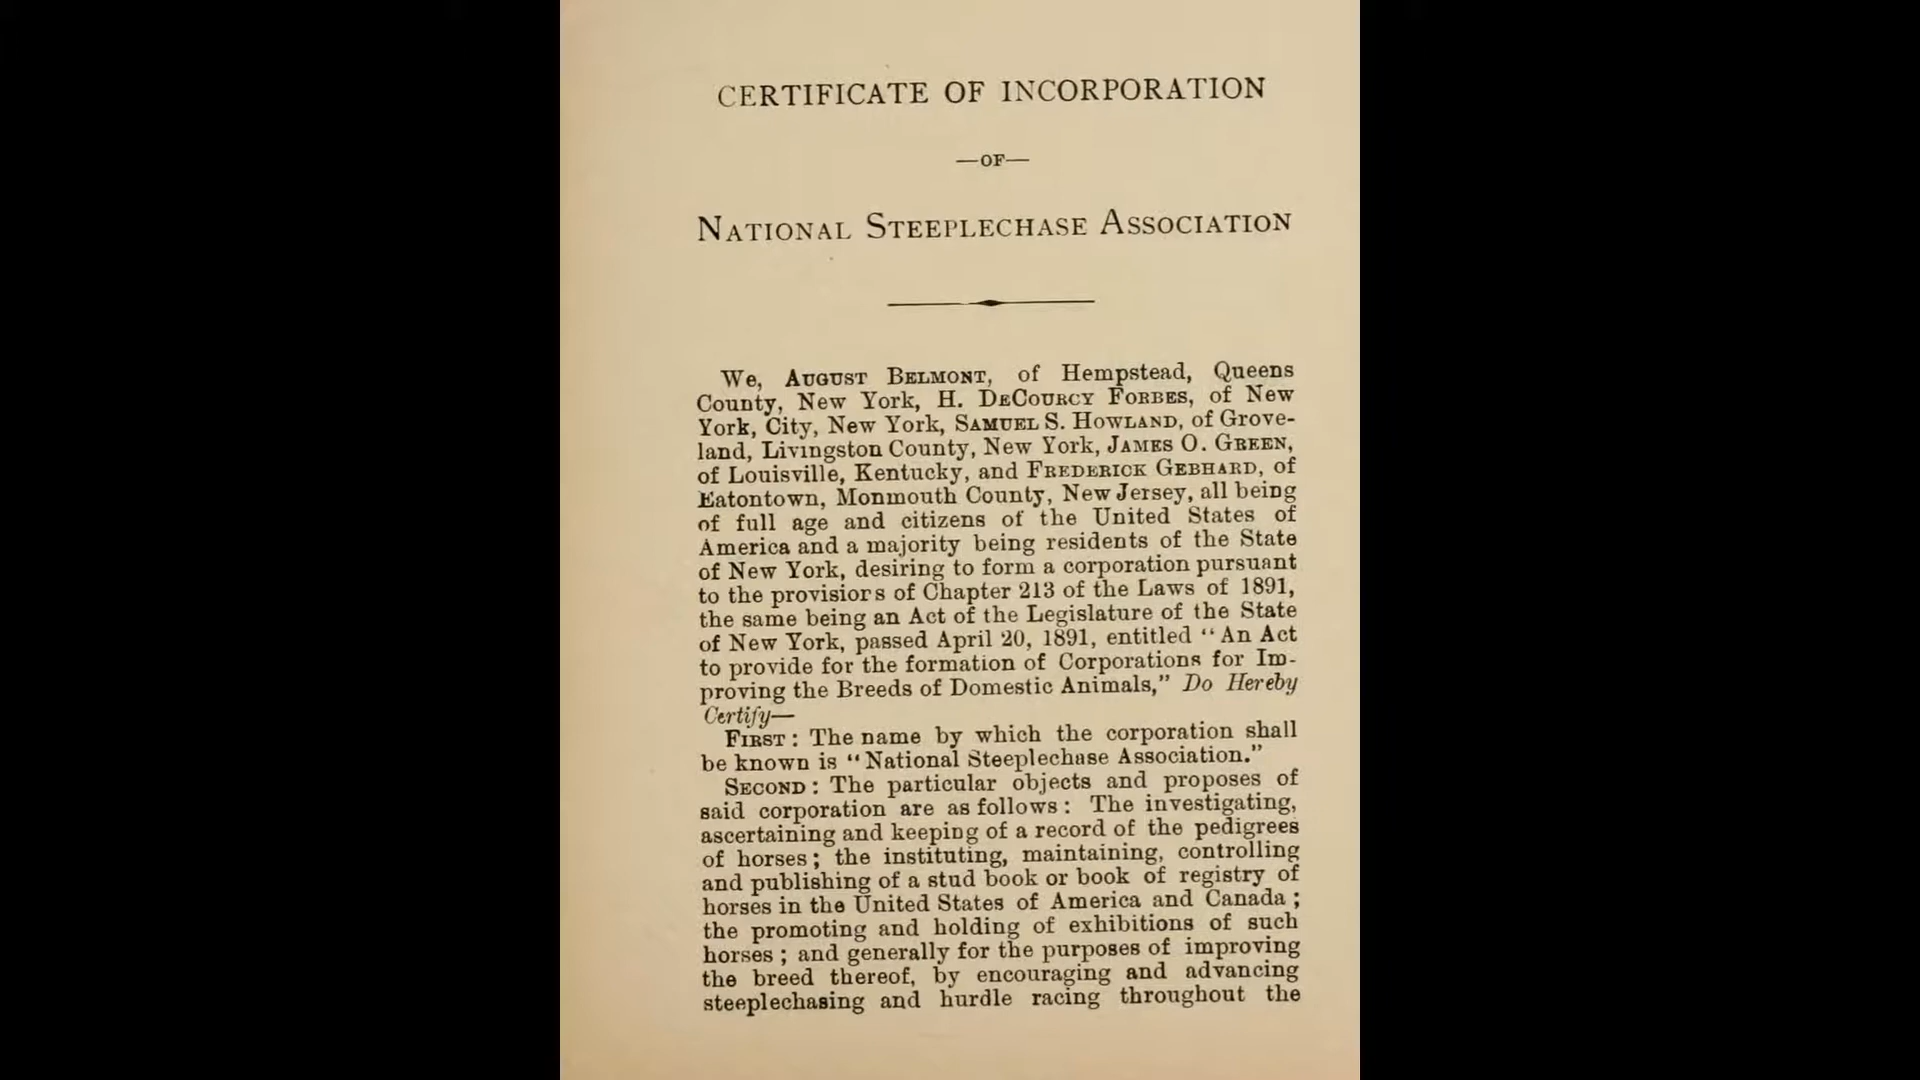 CERTIFICATE OF INCORPORATION
—OF—
NATIONAL STEEPLECHASE ASSOCIATION
We, AUGUST BELMONT, of Hempstead, Queens
County, New York, H. DECOURCY FORBES, of New
York, City, New York, SAMUEL S. HOWLAND, of Grove-
land, Livingston County, New York, JAMES O. GREEN,
of Louisville, Kentucky, and FREDERICK GEBHARD, of
Eatontown, Monmouth County, New Jersey, all being
of full age and citizens of the United States of
America and a majority being residents of the State
of New York, desiring to form a corporation pursuant
to the provisiors of Chapter 213 of the Laws of 1891,
the same being an Act of the Legislature of the State
of New York, passed April 20, 1891, entitled "An Act
to provide for the formation of Corporations for Im-
proving the Breeds of Domestic Animals," Do Hereby
Certify—
FIRST: The name by which the corporation shall
be known is "National Steeplechase Association."
SECOND: The particular objects and proposes of
said corporation are as follows: The investigating,
ascertaining and keeping of a record of the pedigrees
of horses; the instituting, maintaining, controlling
and publishing of a stud book or book of registry of
horses in the United States of America and Canada;
the promoting and holding of exhibitions of such
horses; and generally for the purposes of improving
the breed thereof, by encouraging and advancing
steeplechasing and hurdle racing throughout the